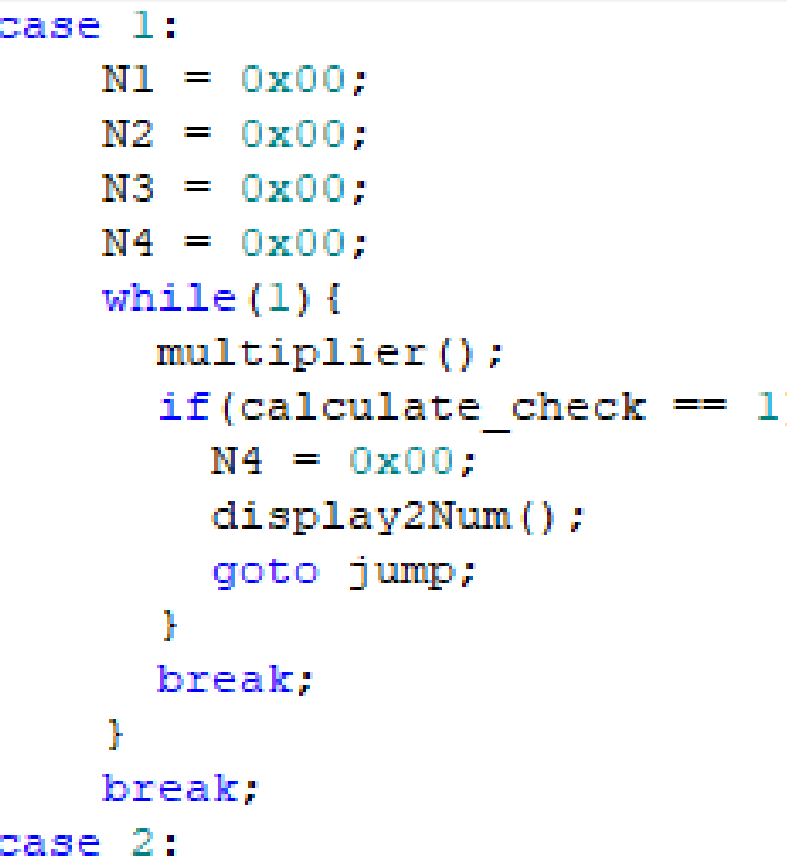 case 1:
N1 = 0x00;
N2 = 0x00;
N3 = 0x00;
N4 = 0x00;
while(1){
multiplier();
if(calculate_check == 1)
N4 = 0x00;
display2Num();
goto jump;
}
break;
}
break;
case 2: